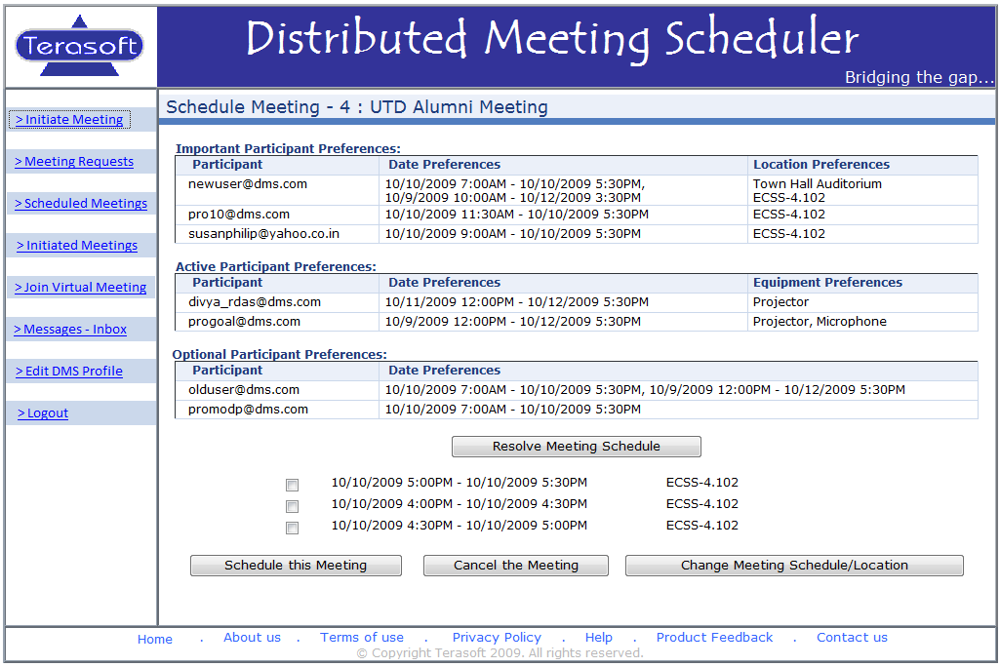 Terasoft
Distributed Meeting Scheduler
Bridging the gap...
> Initiate Meeting
> Meeting Requests
> Scheduled Meetings
> Initiated Meetings
> Join Virtual Meeting
> Messages - Inbox
> Edit DMS Profile
> Logout
Schedule Meeting - 4 : UTD Alumni Meeting
Important Participant Preferences:
Participant Date Preferences Location Preferences
newuser@dms.com 10/10/2009 7:00AM - 10/10/2009 5:30PM, Town Hall Auditorium
10/9/2009 10:00AM - 10/12/2009 3:30PM ECSS-4.102
pro10@dms.com 10/10/2009 11:30AM - 10/10/2009 5:30PM ECSS-4.102
susanphilip@yahoo.co.in 10/10/2009 9:00AM - 10/10/2009 5:30PM ECSS-4.102
Active Participant Preferences:
Participant Date Preferences Equipment Preferences
divya_rdas@dms.com 10/11/2009 12:00PM - 10/12/2009 5:30PM Projector
progoal@dms.com 10/9/2009 12:00PM - 10/12/2009 5:30PM Projector, Microphone
Optional Participant Preferences:
Participant Date Preferences
olduser@dms.com 10/10/2009 7:00AM - 10/10/2009 5:30PM, 10/9/2009 12:00PM - 10/12/2009 5:30PM
promodp@dms.com 10/10/2009 7:00AM - 10/10/2009 5:30PM
Resolve Meeting Schedule
10/10/2009 5:00PM - 10/10/2009 5:30PM ECSS-4.102
10/10/2009 4:00PM - 10/10/2009 4:30PM ECSS-4.102
10/10/2009 4:30PM - 10/10/2009 5:00PM ECSS-4.102
Schedule this Meeting Cancel the Meeting Change Meeting Schedule/Location
Home . About us . Terms of use . Privacy Policy . Help . Product Feedback . Contact us
© Copyright Terasoft 2009. All rights reserved.